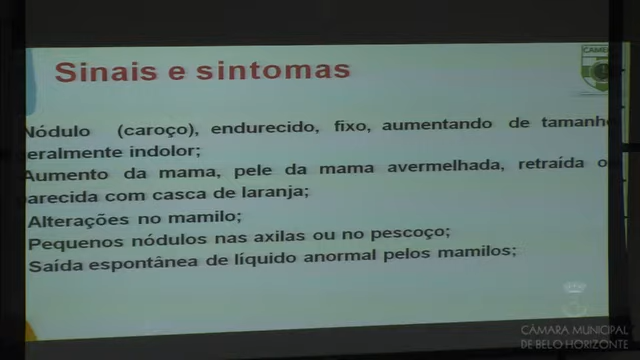 Sinais e sintomas
Nódulo (caroço), endurecido, fixo, aumentando de tamanho
geralmente indolor;
Aumento da mama, pele da mama avermelhada, retraída o
parecida com casca de laranja;
Alterações no mamilo;
Pequenos nódulos nas axilas ou no pescoço;
Saída espontânea de líquido anormal pelos mamilos;
CÂMARA MUNICIPAL
DE BELO HORIZONTE